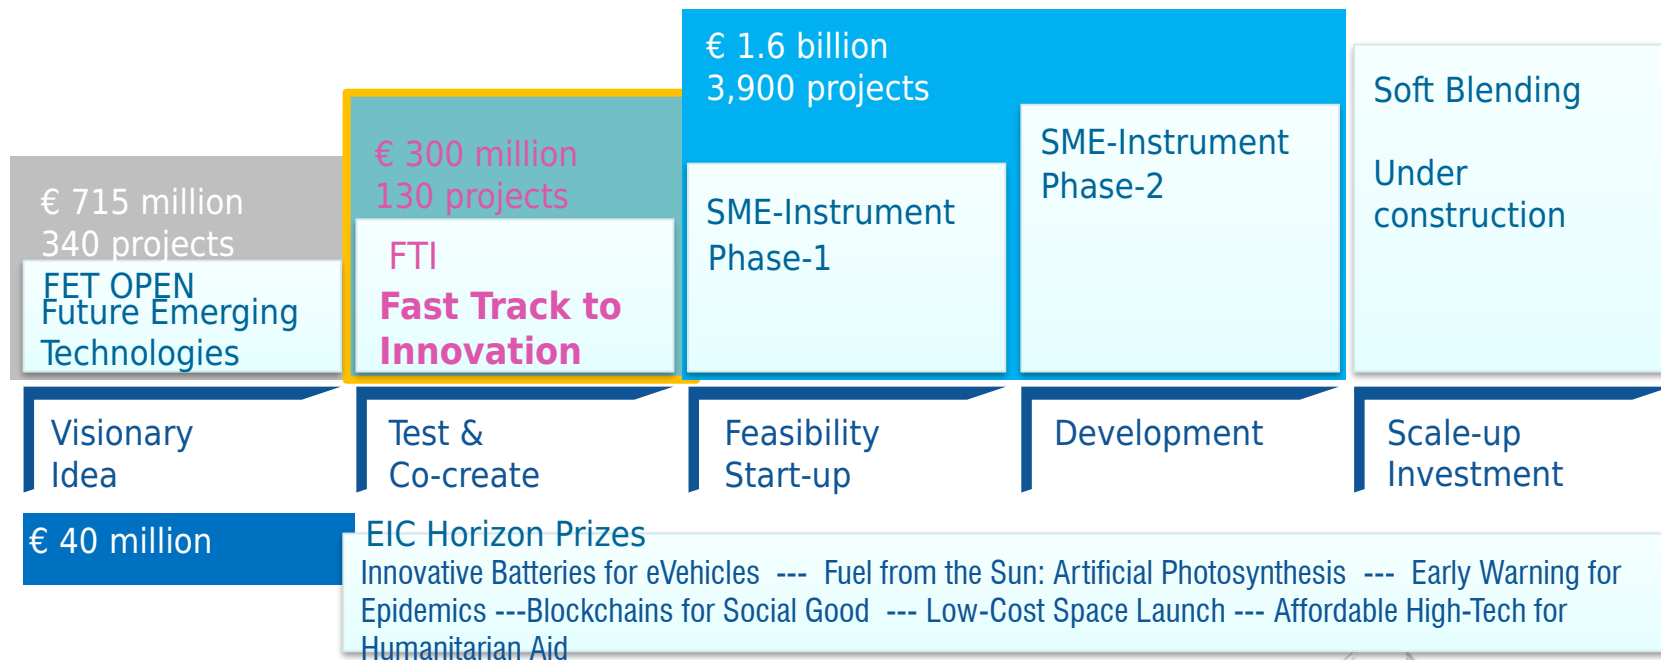 € 715 million
340 projects
FET OPEN
Future Emerging
Technologies
€ 300 million
130 projects
FTI
Fast Track to
Innovation
€ 1.6 billion
3,900 projects
SME-Instrument
Phase-1
SME-Instrument
Phase-2
Soft Blending
Under
construction
Visionary
Idea
Test &
Co-create
Feasibility
Start-up
Development
Scale-up
Investment
€ 40 million
EIC Horizon Prizes
Innovative Batteries for eVehicles --- Fuel from the Sun: Artificial Photosynthesis --- Early Warning for
Epidemics ---Blockchains for Social Good --- Low-Cost Space Launch --- Affordable High-Tech for
Humanitarian Aid